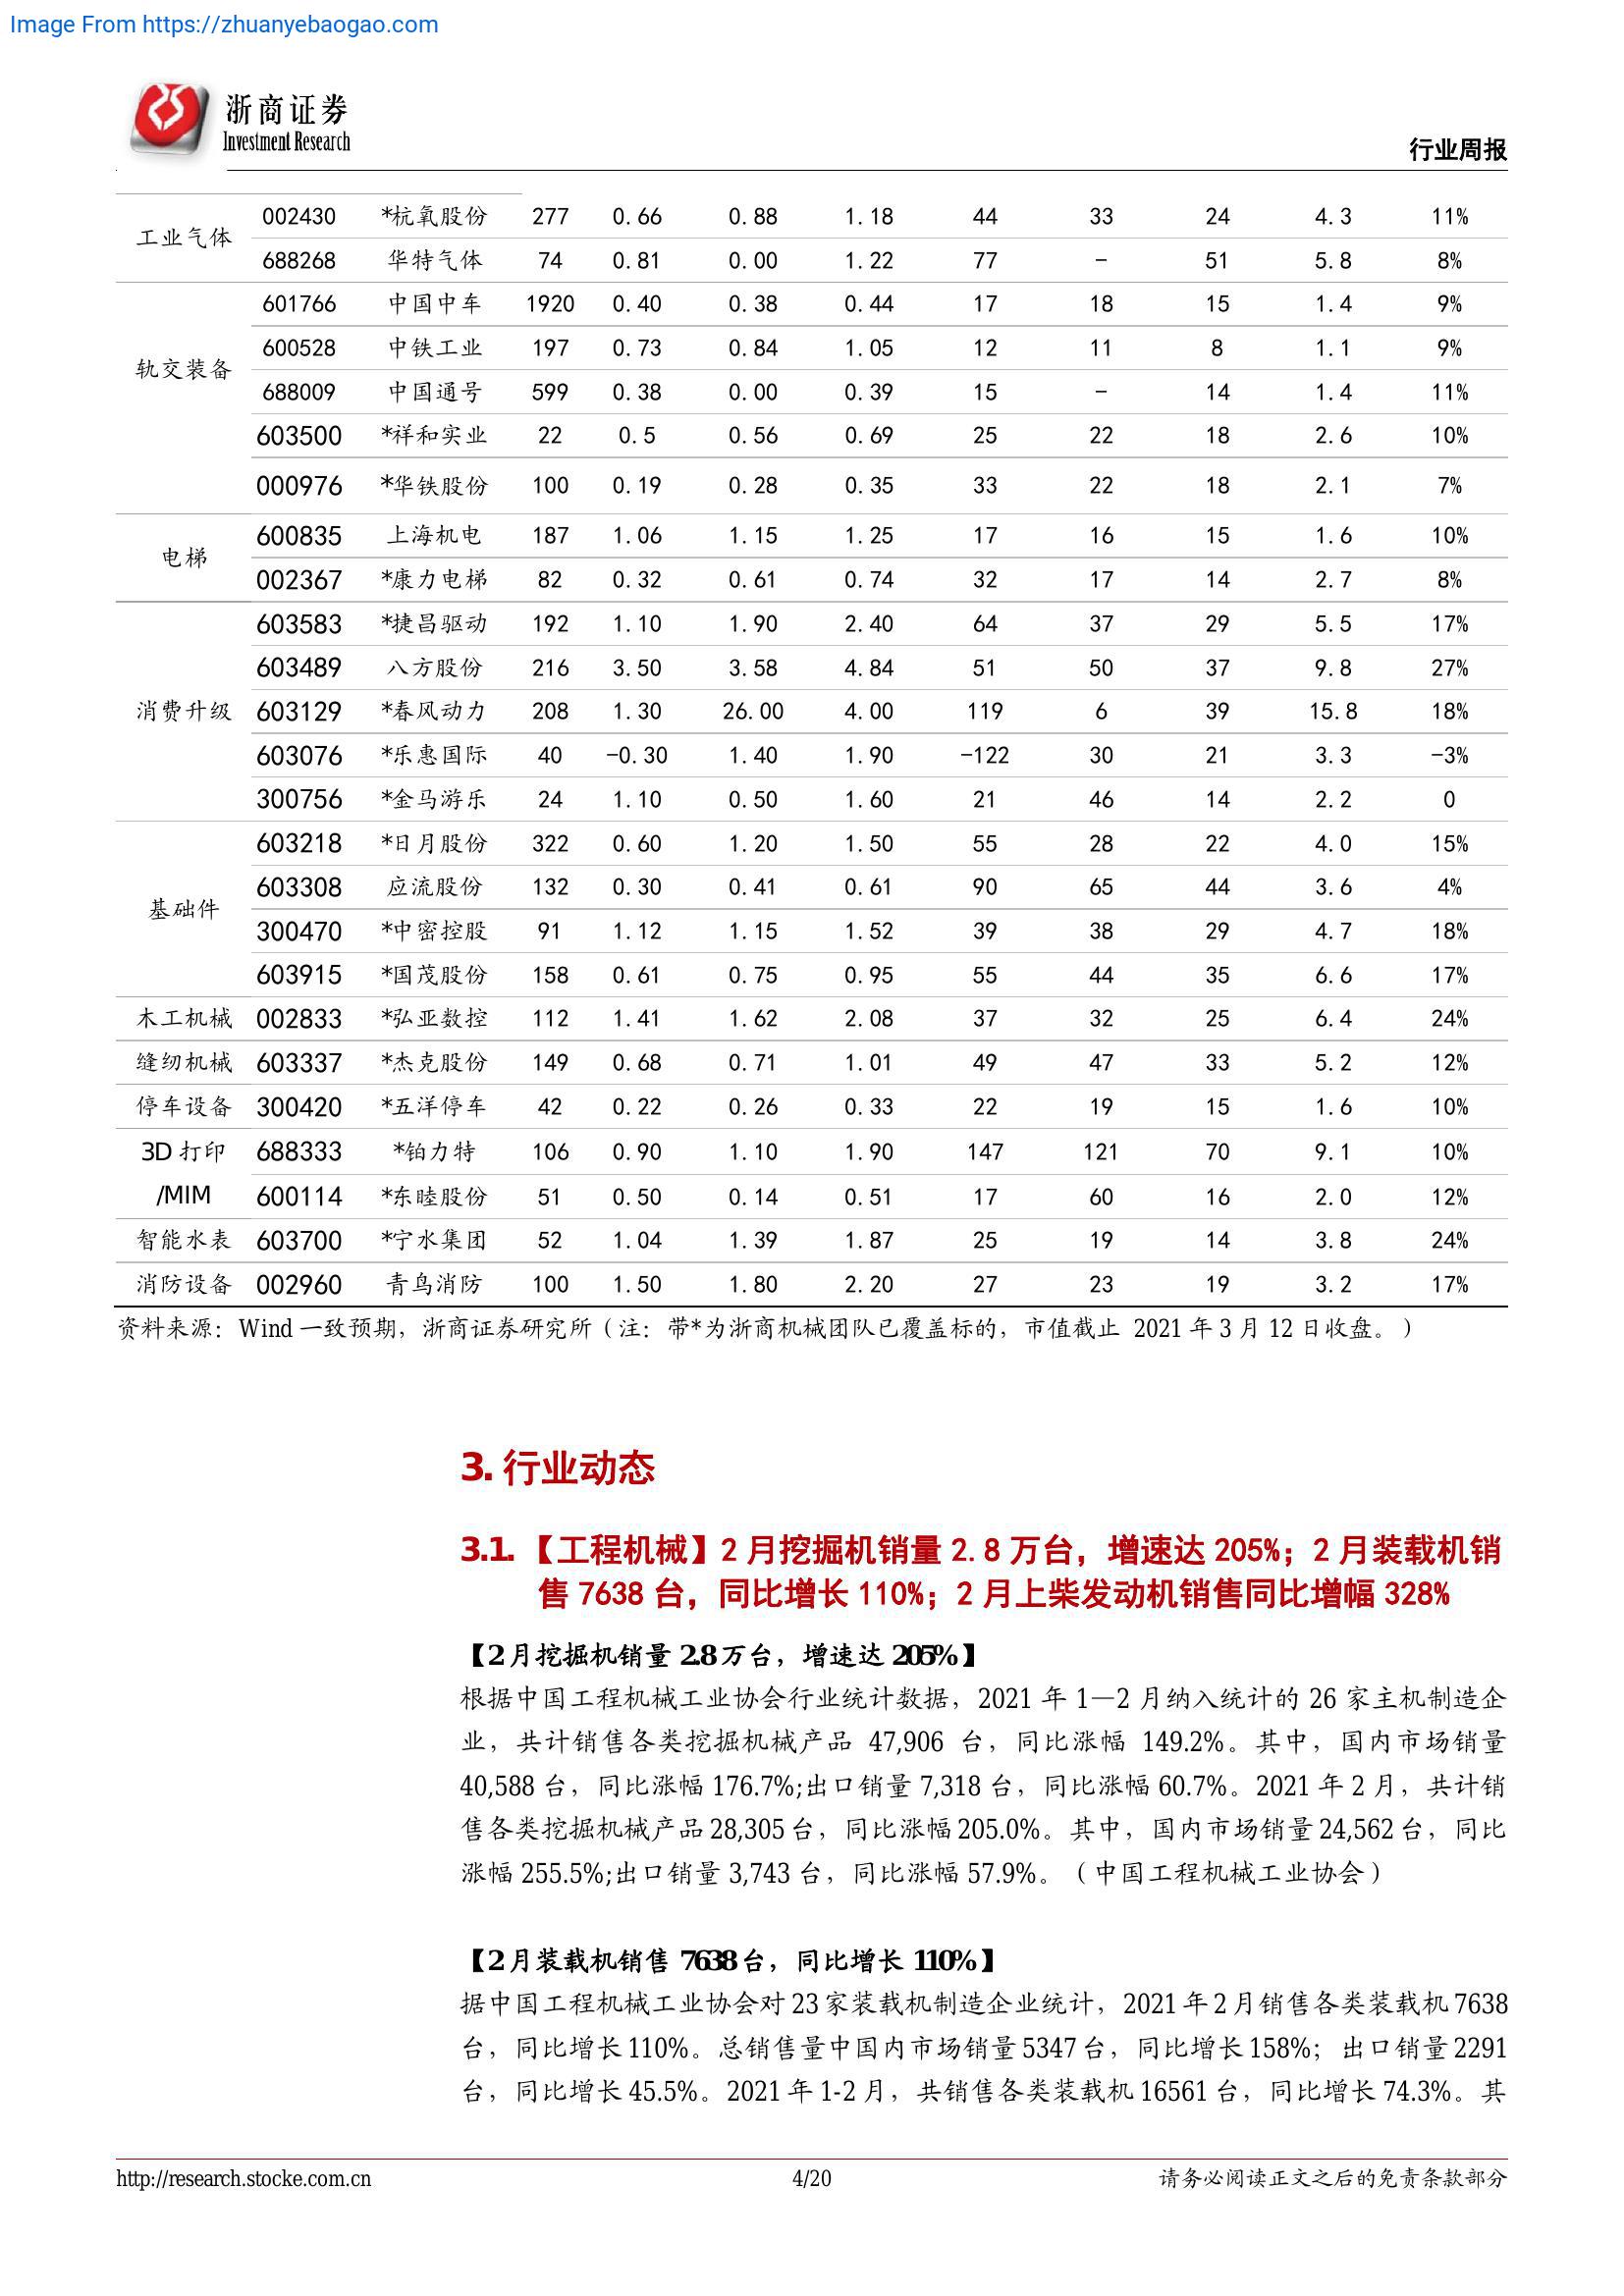 Image From https://zhuanyebaogao.com
浙商证券
Investment Research
行业周报
工业气体 002430 *杭氧股份 277 0.66 0.88 1.18 44 33 24 4.3 11%
688268 华特气体 74 0.81 0.00 1.22 77 - 51 5.8 8%
轨交装备 601766 中国中车 1920 0.40 0.38 0.44 17 18 15 1.4 9%
600528 中铁工业 197 0.73 0.84 1.05 12 11 8 1.1 9%
688009 中国通号 599 0.38 0.00 0.39 15 - 14 1.4 11%
603500 *祥和实业 22 0.5 0.56 0.69 25 22 18 2.6 10%
000976 *华铁股份 100 0.19 0.28 0.35 33 22 18 2.1 7%
电梯 600835 上海机电 187 1.06 1.15 1.25 17 16 15 1.6 10%
002367 *康力电梯 82 0.32 0.61 0.74 32 17 14 2.7 8%
消费升级 603583 *捷昌驱动 192 1.10 1.90 2.40 64 37 29 5.5 17%
603489 八方股份 216 3.50 3.58 4.84 51 50 37 9.8 27%
603129 *春风动力 208 1.30 26.00 4.00 119 6 39 15.8 18%
603076 *乐惠国际 40 -0.30 1.40 1.90 -122 30 21 3.3 -3%
300756 *金马游乐 24 1.10 0.50 1.60 21 46 14 2.2 0
基础件 603218 *日月股份 322 0.60 1.20 1.50 55 28 22 4.0 15%
603308 应流股份 132 0.30 0.41 0.61 90 65 44 3.6 4%
300470 *中密控股 91 1.12 1.15 1.52 39 38 29 4.7 18%
603915 *国茂股份 158 0.61 0.75 0.95 55 44 35 6.6 17%
木工机械 002833 *弘亚数控 112 1.41 1.62 2.08 37 32 25 6.4 24%
缝纫机械 603337 *杰克股份 149 0.68 0.71 1.01 49 47 33 5.2 12%
停车设备 300420 *五洋停车 42 0.22 0.26 0.33 22 19 15 1.6 10%
3D 打印 688333 *铂力特 106 0.90 1.10 1.90 147 121 70 9.1 10%
/MIM 600114 *东睦股份 51 0.50 0.14 0.51 17 60 16 2.0 12%
智能水表 603700 *宁水集团 52 1.04 1.39 1.87 25 19 14 3.8 24%
消防设备 002960 青鸟消防 100 1.50 1.80 2.20 27 23 19 3.2 17%
资料来源：Wind 一致预期，浙商证券研究所（注：带*为浙商机械团队已覆盖标的，市值截止 2021 年 3 月 12 日收盘。）
3. 行业动态
3.1. 【工程机械】2 月挖掘机销量 2.8 万台，增速达 205%；2 月装载机销
售 7638 台，同比增长 110%；2 月上柴发动机销售同比增幅 328%
【2 月挖掘机销量 2.8 万台，增速达 205%】
根据中国工程机械工业协会行业统计数据，2021 年 1—2 月纳入统计的 26 家主机制造企
业，共计销售各类挖掘机械产品 47,906 台，同比涨幅 149.2%。其中，国内市场销量
40,588 台，同比涨幅 176.7%;出口销量 7,318 台，同比涨幅 60.7%。2021 年 2 月，共计销
售各类挖掘机械产品 28,305 台，同比涨幅 205.0%。其中，国内市场销量 24,562 台，同比
涨幅 255.5%;出口销量 3,743 台，同比涨幅 57.9%。（中国工程机械工业协会）
【2 月装载机销售 7638 台，同比增长 110%】
据中国工程机械工业协会对 23 家装载机制造企业统计，2021 年 2 月销售各类装载机 7638
台，同比增长 110%。总销售量中国内市场销量 5347 台，同比增长 158%；出口销量 2291
台，同比增长 45.5%。2021 年 1-2 月，共销售各类装载机 16561 台，同比增长 74.3%。其
http://research.stocke.com.cn 4/20 请务必阅读正文之后的免责条款部分